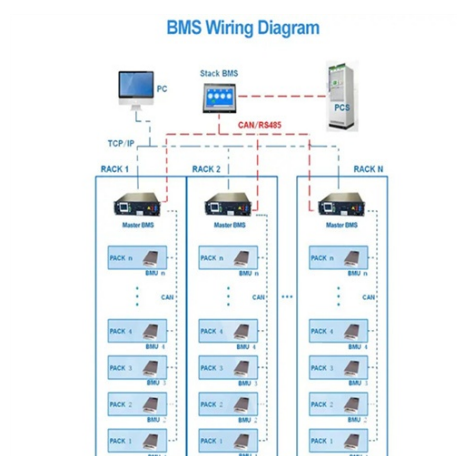 BMS Wiring Diagram
PC
Stack BMS
PCS
CAN/RS485
TCP/IP
RACK 1
RACK 2
RACK N
Master BMS
Master BMS
Master BMS
PACK n
BMU n
PACK n
BMU n
PACK n
BMU n
CAN
CAN
CAN
PACK 4
BMU 4
PACK 4
BMU 4
PACK 4
BMU 4
PACK 3
BMU 3
PACK 3
BMU 3
PACK 3
BMU 3
PACK 2
BMU 2
PACK 2
BMU 2
PACK 2
BMU 2
PACK 1
PACK 1
PACK 1